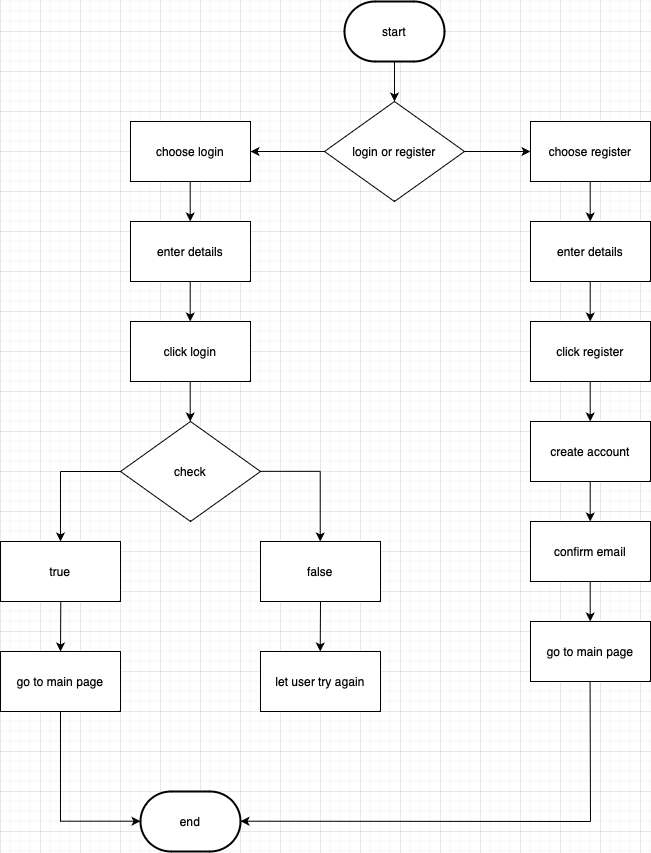 start
choose login
login or register
choose register
enter details
enter details
click login
click register
check
create account
true
false
confirm email
go to main page
let user try again
go to main page
end